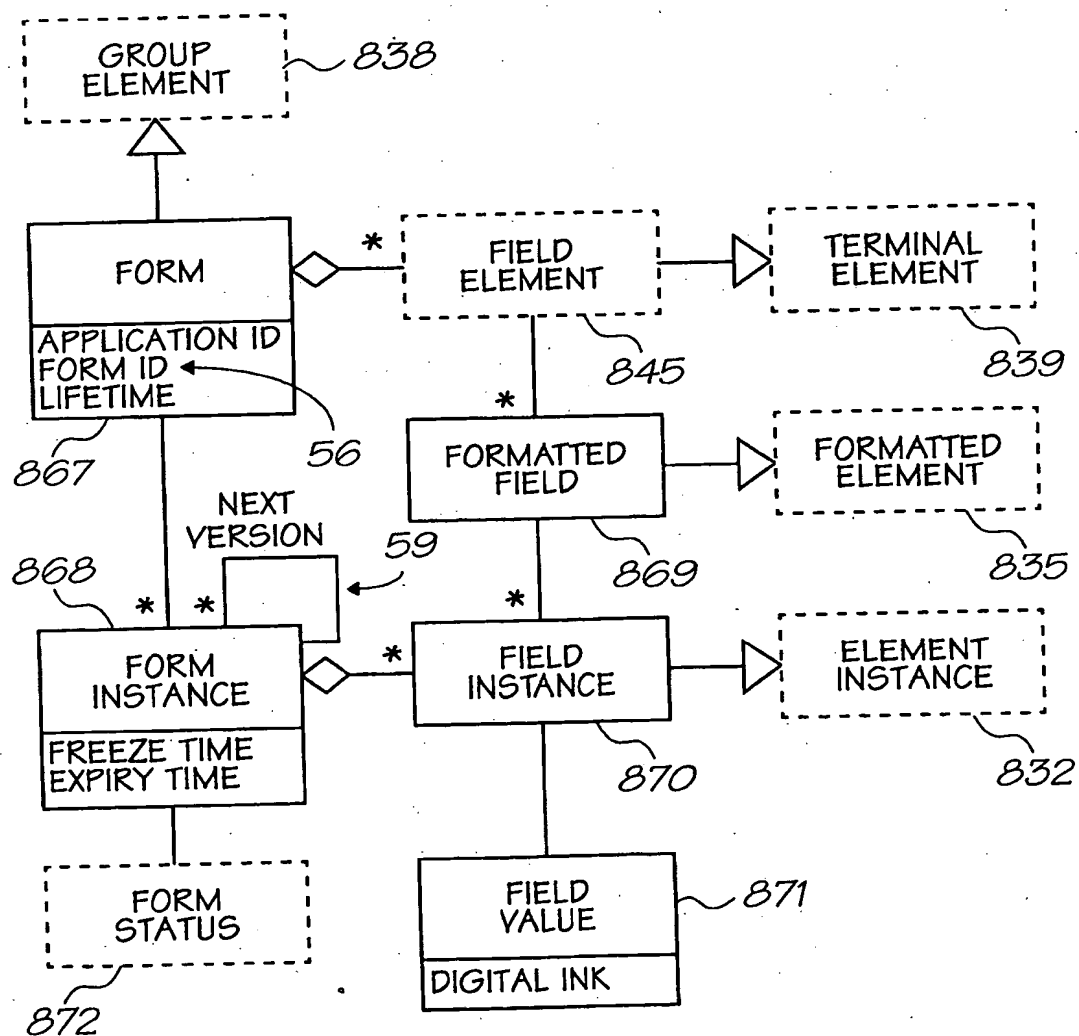 GROUP
ELEMENT
838
FORM
APPLICATION ID
FORM ID
LIFETIME
867
56
*
FIELD
ELEMENT
845
TERMINAL
ELEMENT
839
*
FORMATTED
FIELD
869
FORMATTED
ELEMENT
835
NEXT
VERSION
59
868
*
*
FORM
INSTANCE
FREEZE TIME
EXPIRY TIME
*
*
FIELD
INSTANCE
870
ELEMENT
INSTANCE
832
FORM
STATUS
872
FIELD
VALUE
DIGITAL INK
871